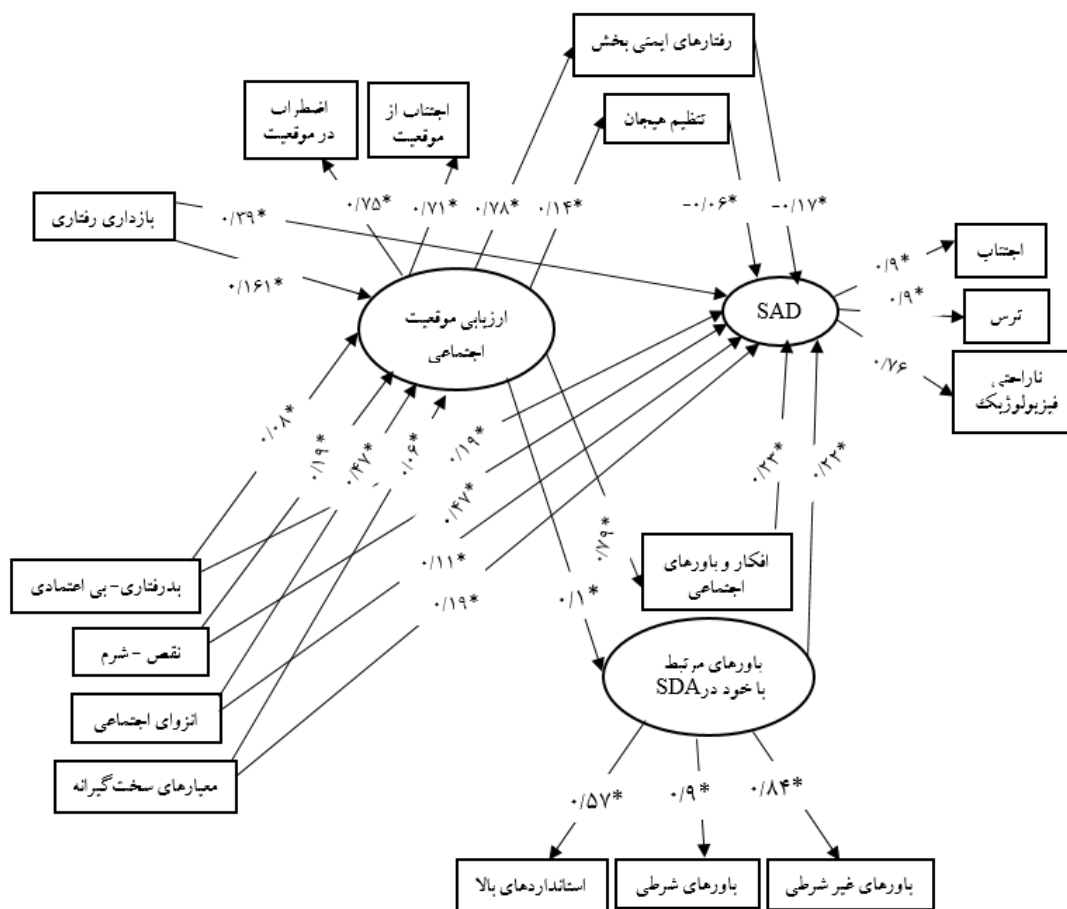 رفتارهای ایمنی بخش
تنظیم هیجان
اضطراب
در موقعیت
اجتناب از
موقعیت
بازداری رفتاری
۰/۳۹*
۰/۷۵*
۰/۷۱*
۰/۷۸*
۰/۱۴*
-۰/۰۶*
-۰/۱۷*
۰/۱۶۱*
ارزیابی موقعیت
اجتماعی
SAD
۰/۹*
۰/۹*
۰/۷۶
اجتناب
ترس
ناراحتی
فیزیولوژیک
۰/۰۸*
۰/۱۹*
۰/۴۷*
۰/۰۶*
۰/۱۹*
۰/۴۷*
۰/۱۱*
۰/۱۹*
۰/۲۳*
۰/۲۲*
۰/۷۹*
۰/۱*
افکار و باورهای
اجتماعی
بدرفتاری- بی اعتمادی
نقص - شرم
انزوای اجتماعی
معیارهای سخت‌گیرانه
باورهای مرتبط
با خود در SDA
۰/۵۷*
۰/۹*
۰/۸۴*
استانداردهای بالا
باورهای شرطی
باورهای غیر شرطی